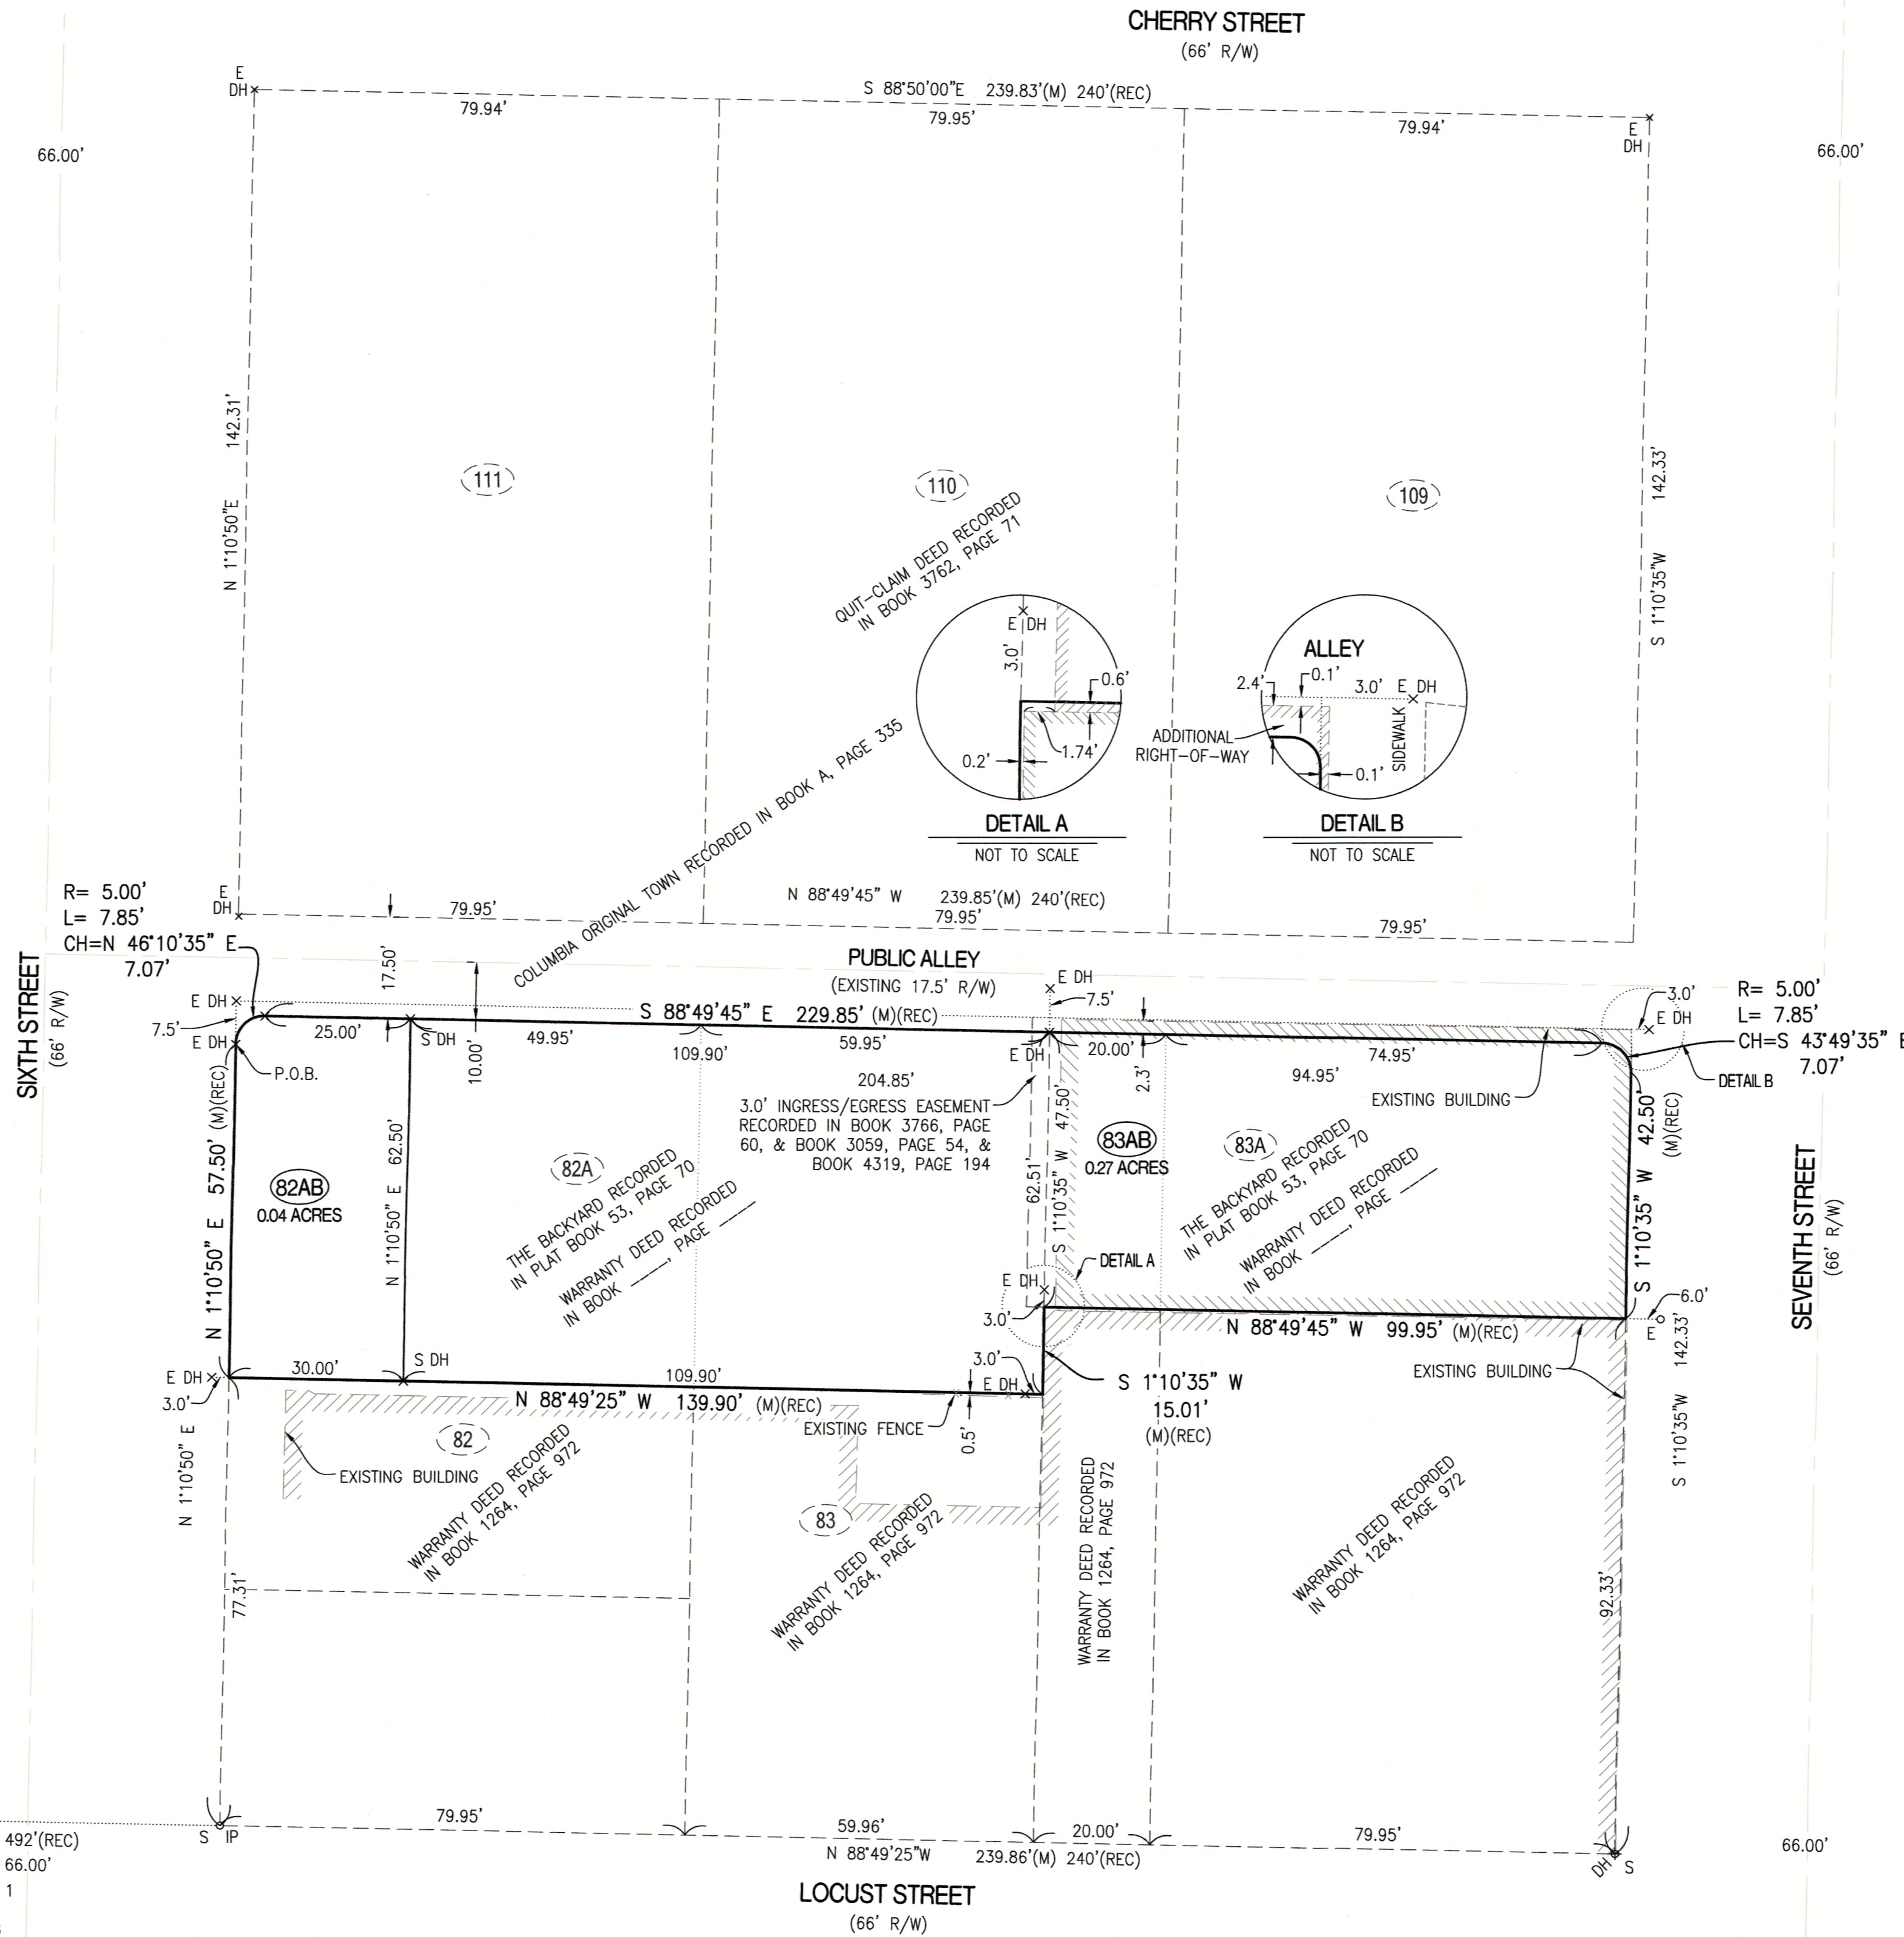 CHERRY STREET
(66' R/W)
E
DH
S 88°50'00"E 239.83'(M) 240'(REC)
79.94'
79.95'
79.94'
E
DH
66.00'
66.00'
N 1°10'50"E 142.31'
S 1°10'35"W 142.33'
111
110
109
QUIT-CLAIM DEED RECORDED
IN BOOK 3762, PAGE 71
E DH
3.0'
0.6'
0.2'
1.74'
DETAIL A
NOT TO SCALE
ALLEY
2.4'
0.1'
3.0'
E DH
ADDITIONAL
RIGHT-OF-WAY
SIDEWALK
0.1'
DETAIL B
NOT TO SCALE
COLUMBIA ORIGINAL TOWN RECORDED IN BOOK A, PAGE 335
R= 5.00'
L= 7.85'
CH=N 46°10'35" E
7.07'
E
DH
79.95'
N 88°49'45" W 239.85'(M) 240'(REC)
79.95'
79.95'
SIXTH STREET
(66' R/W)
17.50'
PUBLIC ALLEY
(EXISTING 17.5' R/W)
E DH
7.5'
E DH
7.5'
E DH
P.O.B.
S 88°49'45" E 229.85' (M)(REC)
25.00'
S DH
10.00'
49.95'
109.90'
59.95'
204.85'
E DH
20.00'
2.3'
74.95'
94.95'
3.0'
E DH
R= 5.00'
L= 7.85'
CH=S 43°49'35" E
7.07'
DETAIL B
EXISTING BUILDING
3.0' INGRESS/EGRESS EASEMENT
RECORDED IN BOOK 3766, PAGE
60, & BOOK 3059, PAGE 54, &
BOOK 4319, PAGE 194
N 1°10'50" E 57.50' (M)(REC)
82AB
0.04 ACRES
N 1°10'50" E 62.50'
82A
THE BACKYARD RECORDED
IN PLAT BOOK 53, PAGE 70
WARRANTY DEED RECORDED
IN BOOK ____, PAGE ____
62.51'
S 1°10'35" W 47.50'
83AB
0.27 ACRES
83A
THE BACKYARD RECORDED
IN PLAT BOOK 53, PAGE 70
WARRANTY DEED RECORDED
IN BOOK ____, PAGE ____
S 1°10'35" W 42.50'
(M)(REC)
SEVENTH STREET
(66' R/W)
DETAIL A
E DH
3.0'
N 88°49'45" W 99.95' (M)(REC)
6.0'
E
EXISTING BUILDING
E DH
3.0'
30.00'
S DH
109.90'
3.0'
E DH
N 88°49'25" W 139.90' (M)(REC)
S 1°10'35" W
15.01'
(M)(REC)
EXISTING FENCE
0.5'
N 1°10'50" E
S 1°10'35"W 142.33'
EXISTING BUILDING
82
WARRANTY DEED RECORDED
IN BOOK 1264, PAGE 972
83
WARRANTY DEED RECORDED
IN BOOK 1264, PAGE 972
WARRANTY DEED RECORDED
IN BOOK 1264, PAGE 972
WARRANTY DEED RECORDED
IN BOOK 1264, PAGE 972
77.31'
92.33'
492'(REC)
66.00'
1
S IP
79.95'
59.96'
20.00'
79.95'
N 88°49'25"W 239.86'(M) 240'(REC)
DH
S
66.00'
LOCUST STREET
(66' R/W)